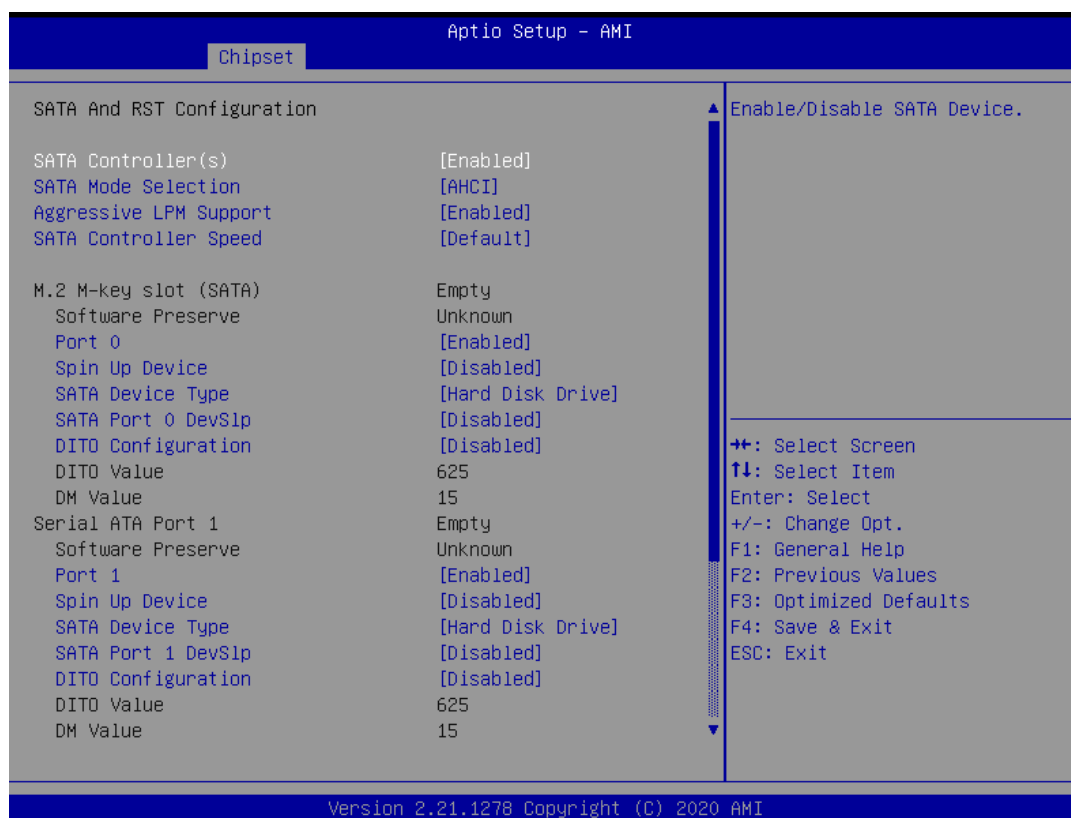 Aptio Setup – AMI
Chipset
SATA And RST Configuration
SATA Controller(s) [Enabled]
SATA Mode Selection [AHCI]
Aggressive LPM Support [Enabled]
SATA Controller Speed [Default]
M.2 M-key slot (SATA) Empty
Software Preserve Unknown
Port 0 [Enabled]
Spin Up Device [Disabled]
SATA Device Type [Hard Disk Drive]
SATA Port 0 DevSlp [Disabled]
DITO Configuration [Disabled]
DITO Value 625
DM Value 15
Serial ATA Port 1 Empty
Software Preserve Unknown
Port 1 [Enabled]
Spin Up Device [Disabled]
SATA Device Type [Hard Disk Drive]
SATA Port 1 DevSlp [Disabled]
DITO Configuration [Disabled]
DITO Value 625
DM Value 15
Enable/Disable SATA Device.
→←: Select Screen
↑↓: Select Item
Enter: Select
+/-: Change Opt.
F1: General Help
F2: Previous Values
F3: Optimized Defaults
F4: Save & Exit
ESC: Exit
Version 2.21.1278 Copyright (C) 2020 AMI